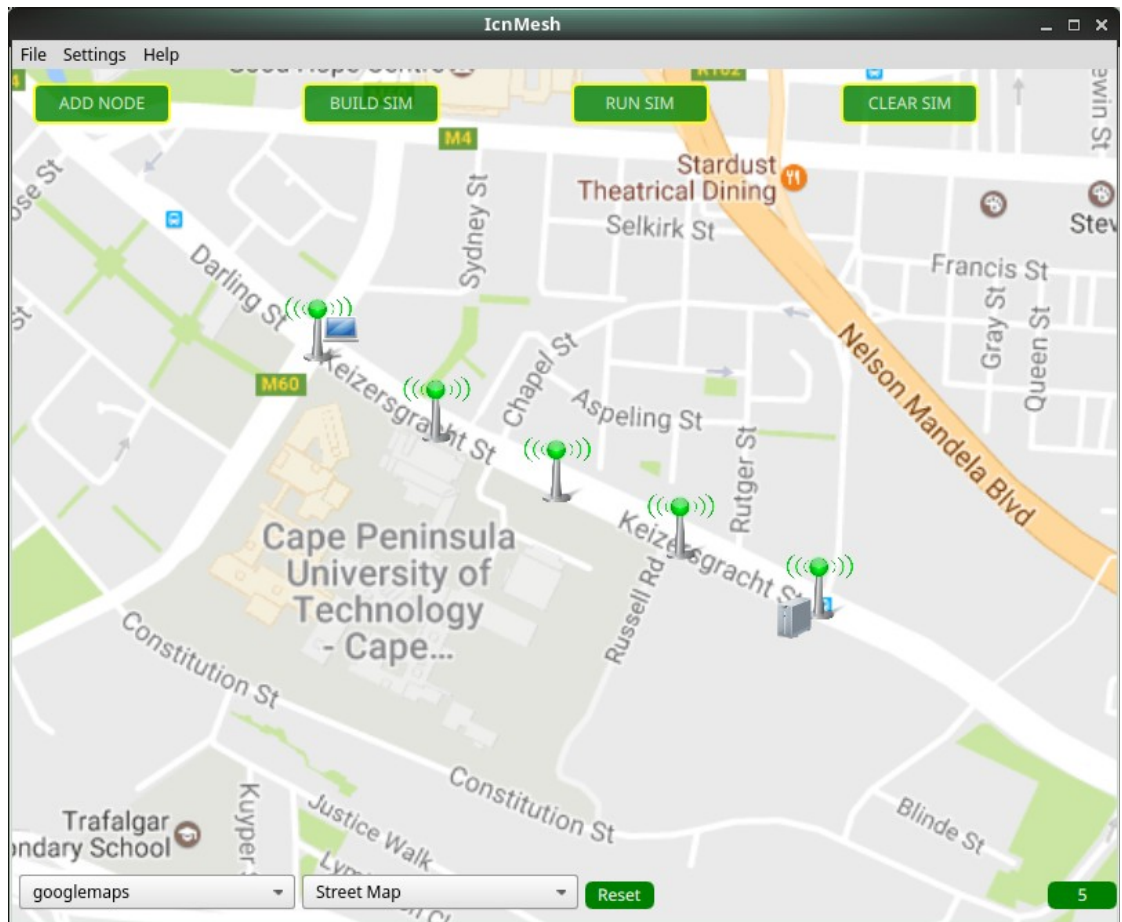 IcnMesh
File Settings Help
ADD NODE
BUILD SIM
RUN SIM
CLEAR SIM
M4
Stardust
Theatrical Dining
Selkirk St
Sydney St
Francis St
Gray St
Queen St
Darling St
M60
Keizersgracht St
Chapel St
Aspeling St
Rutger St
Nelson Mandela Blvd
Keizersgracht St
Russell Rd
Cape Peninsula
University of
Technology
- Cape...
Constitution St
Constitution St
Justice Walk
Blinde St
Trafalgar
ndary School
Kuyper
googlemaps
Street Map
Reset
5